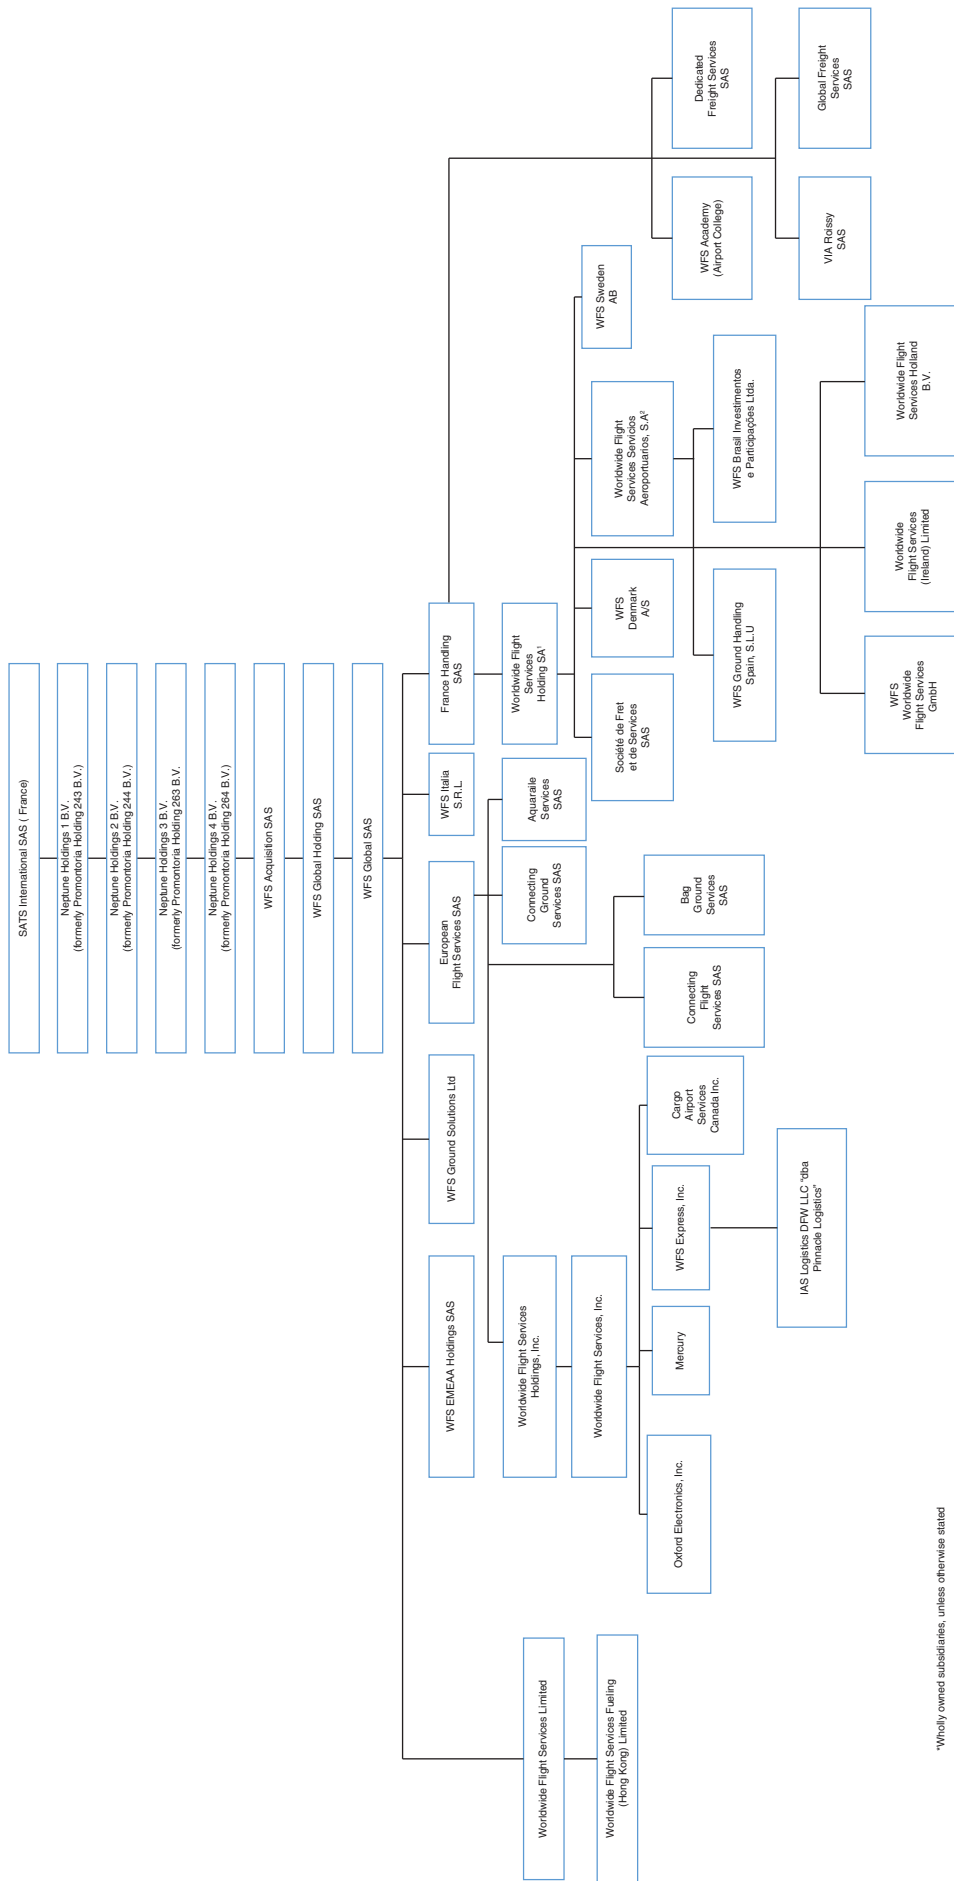 SATS International SAS ( France)
Neptune Holdings 1 B.V.
(formerly Promontoria Holding 243 B.V.)
Neptune Holdings 2 B.V.
(formerly Promontoria Holding 244 B.V.)
Neptune Holdings 3 B.V.
(formerly Promontoria Holding 263 B.V.
Neptune Holdings 4 B.V.
(formerly Promontoria Holding 264 B.V.)
WFS Acquisition SAS
WFS Global Holding SAS
WFS Global SAS
Worldwide Flight Services Limited
Worldwide Flight Services Fueling
(Hong Kong) Limited
WFS EMEAA Holdings SAS
WFS Ground Solutions Ltd
European
Flight Services SAS
WFS Italia
S.R.L.
France Handling
SAS
Worldwide Flight Services
Holdings, Inc.
Connecting
Ground
Services SAS
Aquaraile
Services
SAS
Worldwide Flight
Services
Holding SA¹
Worldwide Flight Services, Inc.
Société de Fret
et de Services
SAS
WFS
Denmark
A/S
Worldwide Flight
Services Servicios
Aeroportuarios, S.A²
WFS Sweden
AB
Oxford Electronics, Inc.
Mercury
WFS Express, Inc.
Cargo
Airport
Services
Canada Inc.
Connecting
Flight
Services SAS
Bag
Ground
Services
SAS
WFS Academy
(Airport College)
Dedicated
Freight Services
SAS
WFS Ground Handling
Spain, S.L.U
WFS Brasil Investimentos
e Participações Ltda.
IAS Logistics DFW LLC "dba
Pinnacle Logistics"
VIA Roissy
SAS
Global Freight
Services
SAS
WFS
Worldwide
Flight Services
GmbH
Worldwide
Flight Services
(Ireland) Limited
Worldwide Flight
Services Holland
B.V.
*Wholly owned subsidiaries, unless otherwise stated